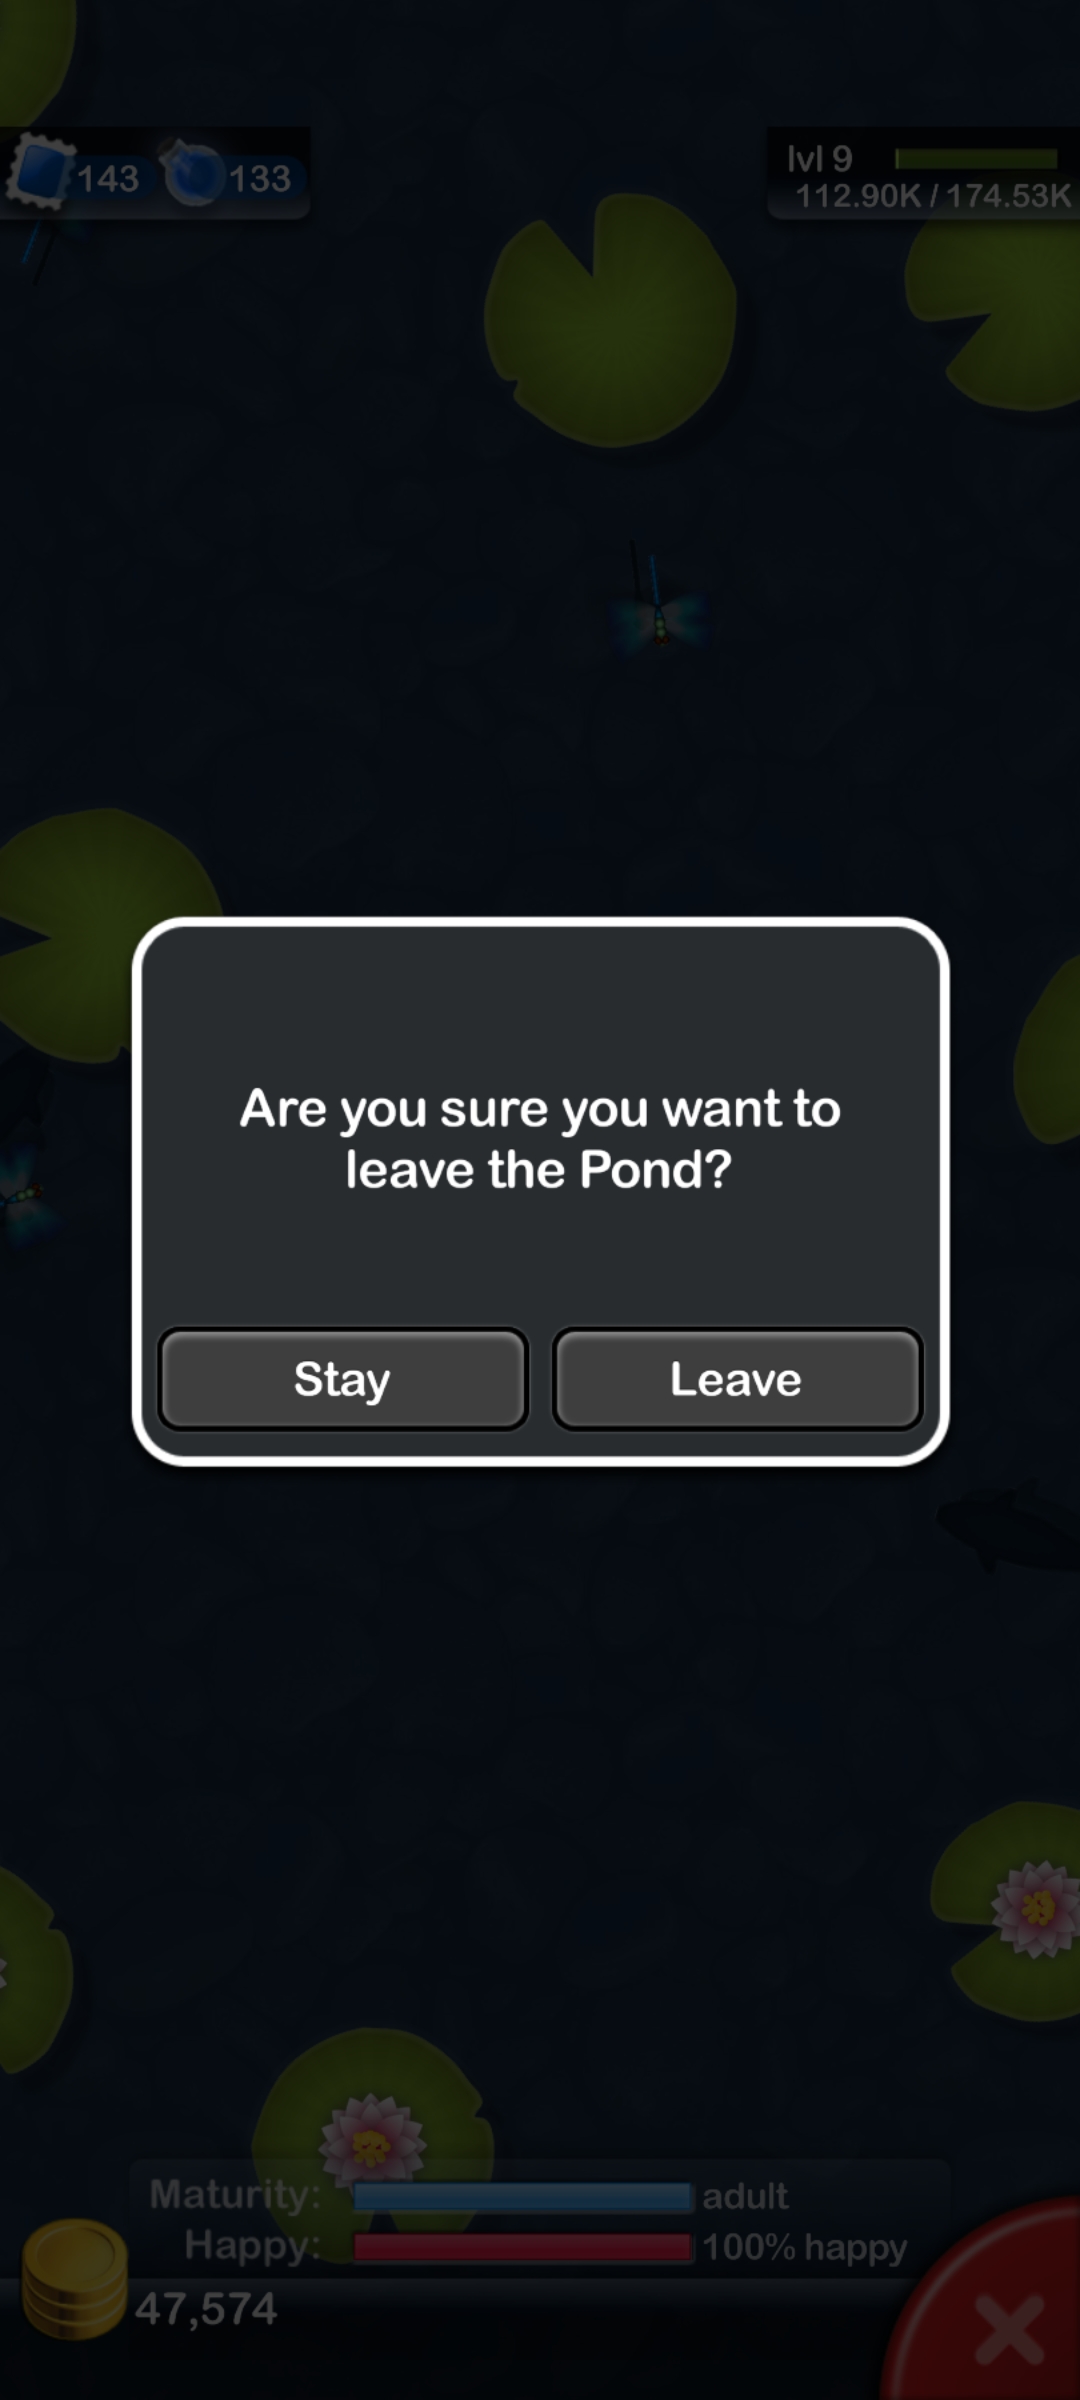 143 133
lvl 9
112.90K / 174.53K
Are you sure you want to
leave the Pond?
Stay Leave
Maturity: adult
Happy: 100% happy
47,574